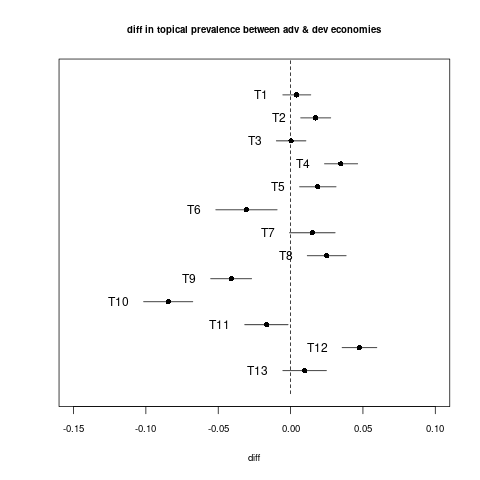 diff in topical prevalence between adv & dev economies
T1
T2
T3
T4
T5
T6
T7
T8
T9
T10
T11
T12
T13
-0.15 -0.10 -0.05 0.00 0.05 0.10
diff